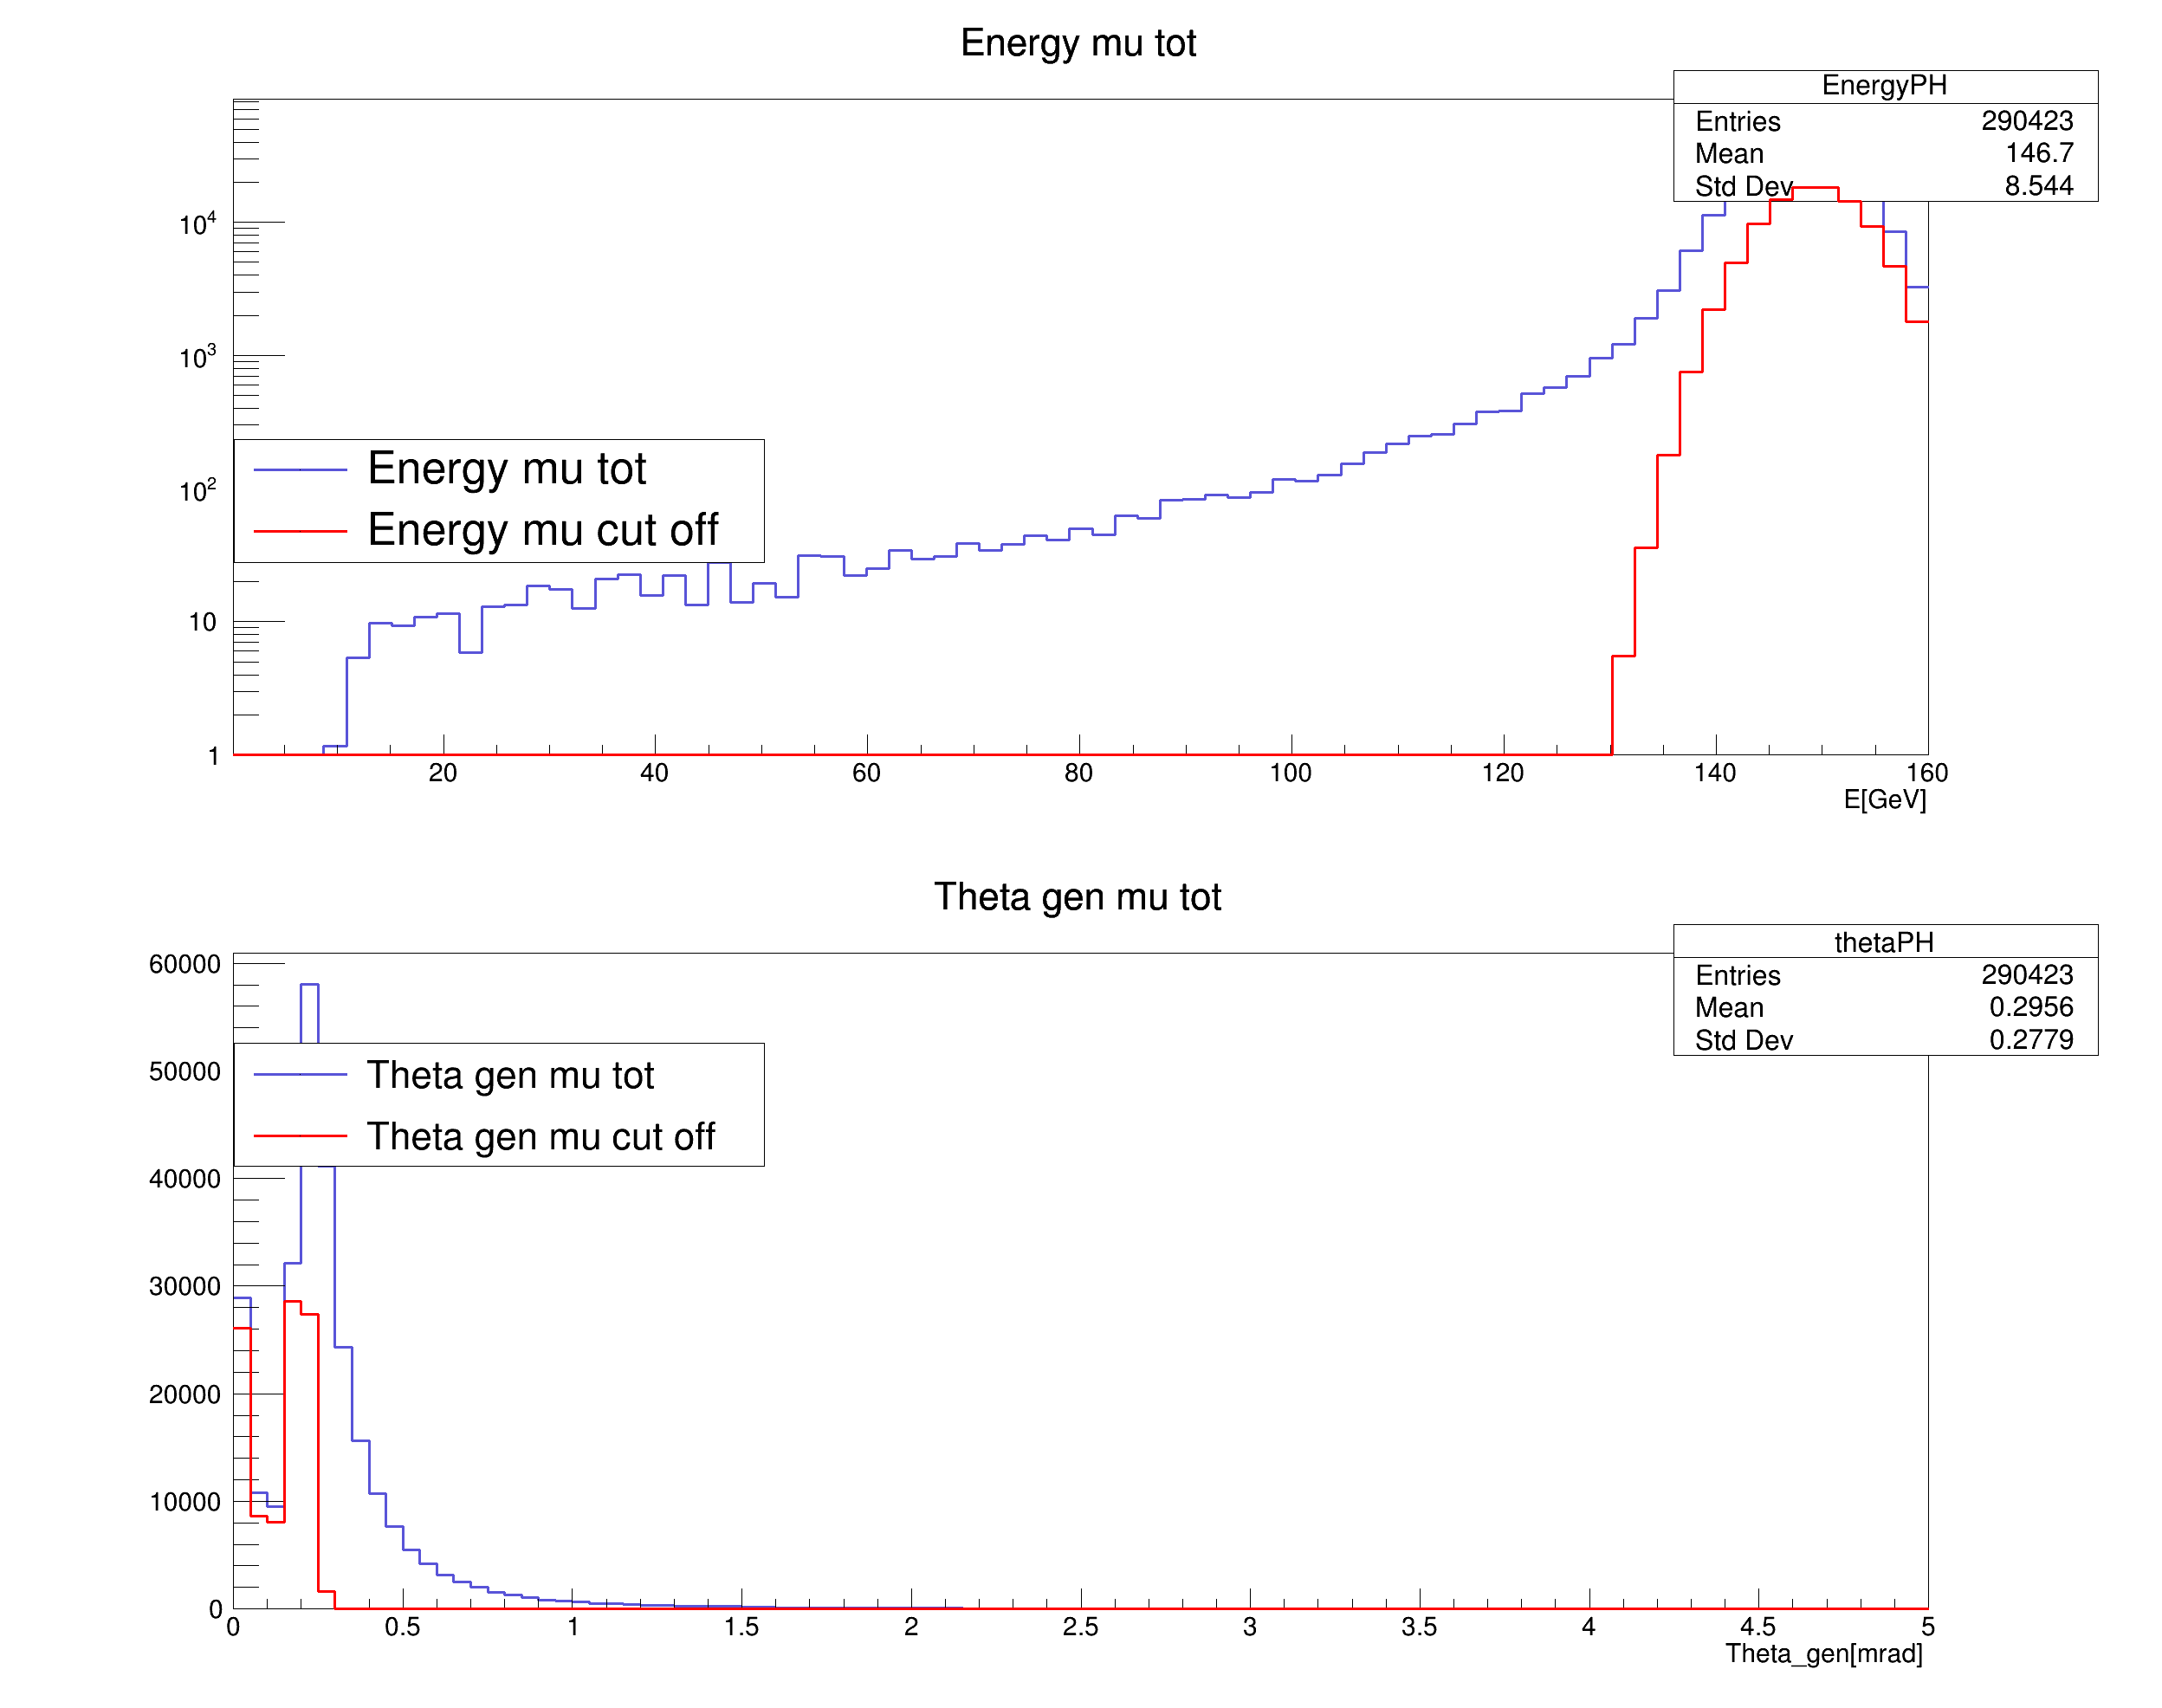 Energy mu tot
EnergyPH
Entries 290423
Mean 146.7
Std Dev 8.544
10^4
10^3
10^2
10
1
Energy mu tot
Energy mu cut off
20 40 60 80 100 120 140 160
E[GeV]
Theta gen mu tot
thetaPH
Entries 290423
Mean 0.2956
Std Dev 0.2779
60000
50000
40000
30000
20000
10000
0
Theta gen mu tot
Theta gen mu cut off
0 0.5 1 1.5 2 2.5 3 3.5 4 4.5 5
Theta_gen[mrad]